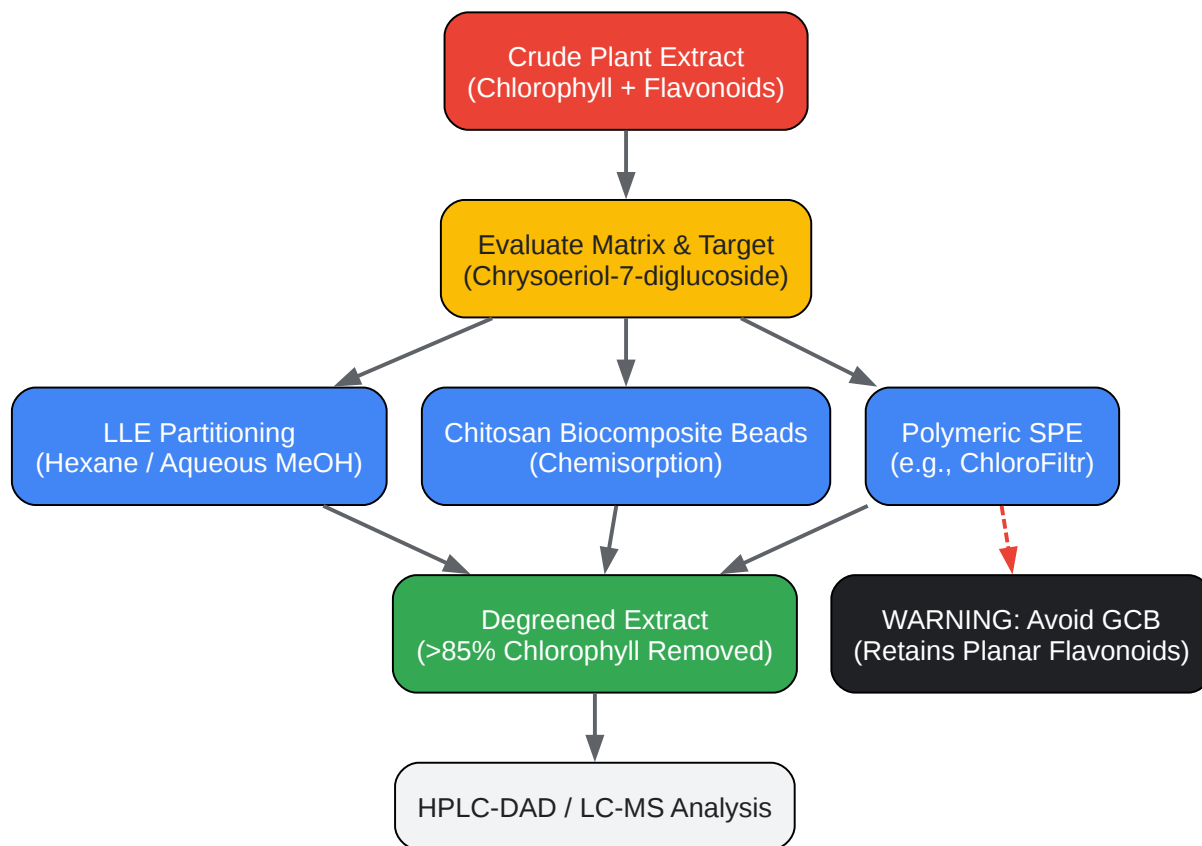 Crude Plant Extract
(Chlorophyll + Flavonoids)
Evaluate Matrix & Target
(Chrysoeriol-7-diglucoside)
LLE Partitioning
(Hexane / Aqueous MeOH)
Chitosan Biocomposite Beads
(Chemisorption)
Polymeric SPE
(e.g., ChloroFiltr)
Degreened Extract
(>85% Chlorophyll Removed)
WARNING: Avoid GCB
(Retains Planar Flavonoids)
HPLC-DAD / LC-MS Analysis